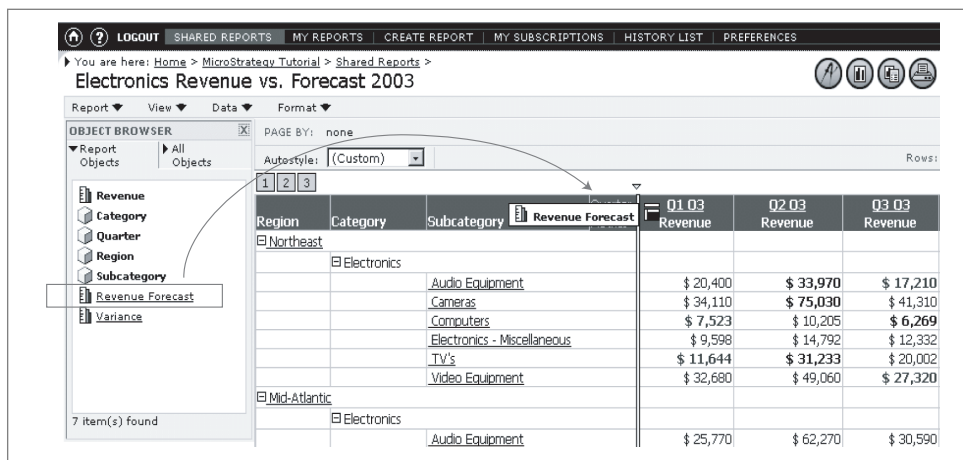 LOGOUT SHARED REPORTS MY REPORTS | CREATE REPORT | MY SUBSCRIPTIONS | HISTORY LIST | PREFERENCES
You are here: Home > MicroStrategy Tutorial > Shared Reports >
Electronics Revenue vs. Forecast 2003
Report View Data Format
OBJECT BROWSER X
Report Objects
All Objects
Revenue
Category
Quarter
Region
Subcategory
Revenue Forecast
Variance
7 item(s) found
PAGE BY: none
Autostyle: (Custom) Rows:
1 2 3
Region Category Subcategory Revenue Forecast Q1 03 Revenue Q2 03 Revenue Q3 03 Revenue
Northeast
Electronics
Audio Equipment $ 20,400 $ 33,970 $ 17,210
Cameras $ 34,110 $ 75,030 $ 41,310
Computers $ 7,523 $ 10,205 $ 6,269
Electronics - Miscellaneous $ 9,598 $ 14,792 $ 12,332
TV's $ 11,644 $ 31,233 $ 20,002
Video Equipment $ 32,680 $ 49,060 $ 27,320
Mid-Atlantic
Electronics
Audio Equipment $ 25,770 $ 62,270 $ 30,590